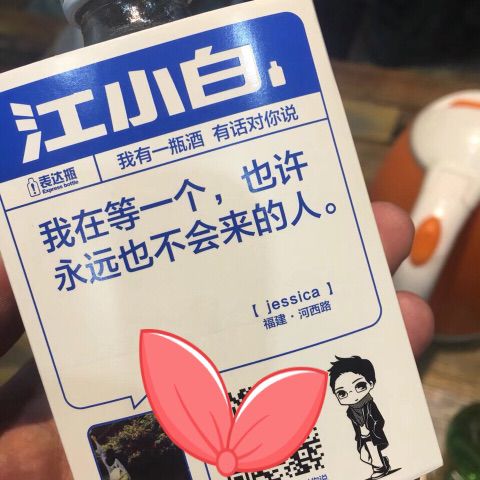 江小白
我有一瓶酒 有话对你说
表达瓶
Express bottle
我在等一个，也许
永远也不会来的人。
【 jessica 】
福建·河西路